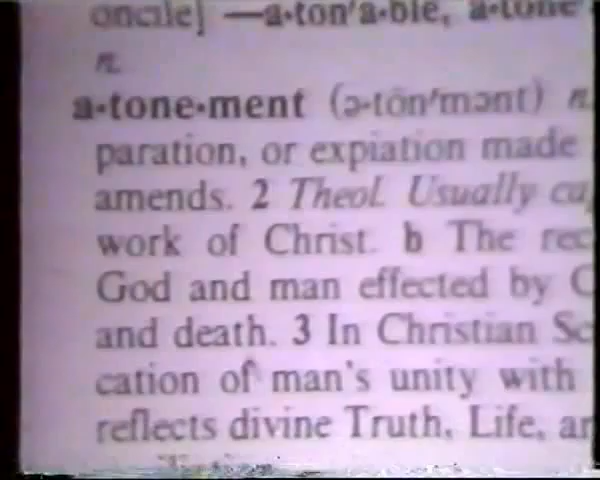 oncile] —a•ton'a•ble, a•tone'
n.
a•tone•ment (ə-tōn'mənt) n.
paration, or expiation made
amends. 2 Theol. Usually cap
work of Christ. b The rec
God and man effected by C
and death. 3 In Christian Sc
cation of man's unity with
reflects divine Truth, Life, an